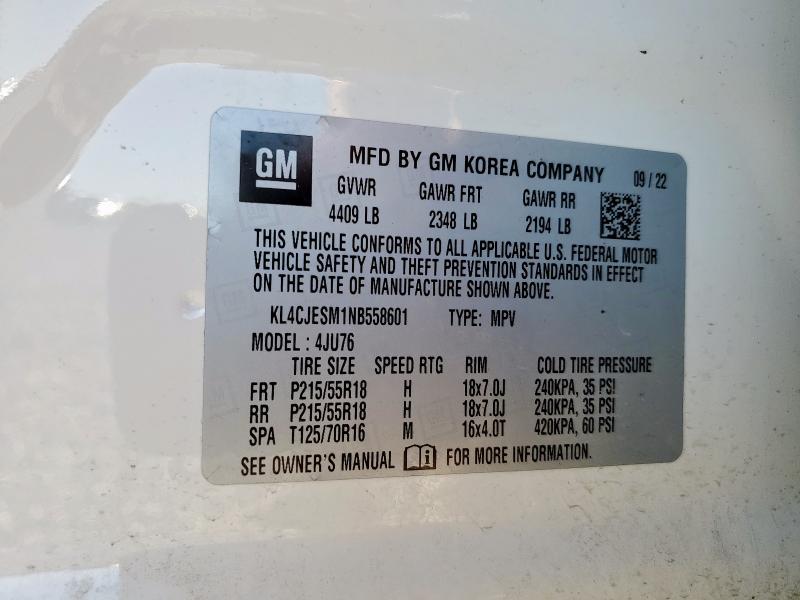 GM MFD BY GM KOREA COMPANY 09 / 22
GVWR GAWR FRT GAWR RR
4409 LB 2348 LB 2194 LB
THIS VEHICLE CONFORMS TO ALL APPLICABLE U.S. FEDERAL MOTOR
VEHICLE SAFETY AND THEFT PREVENTION STANDARDS IN EFFECT
ON THE DATE OF MANUFACTURE SHOWN ABOVE.
KL4CJESM1NB558601 TYPE: MPV
MODEL : 4JU76
TIRE SIZE SPEED RTG RIM COLD TIRE PRESSURE
FRT P215/55R18 H 18x7.0J 240KPA, 35 PSI
RR P215/55R18 H 18x7.0J 240KPA, 35 PSI
SPA T125/70R16 M 16x4.0T 420KPA, 60 PSI
SEE OWNER'S MANUAL i FOR MORE INFORMATION.